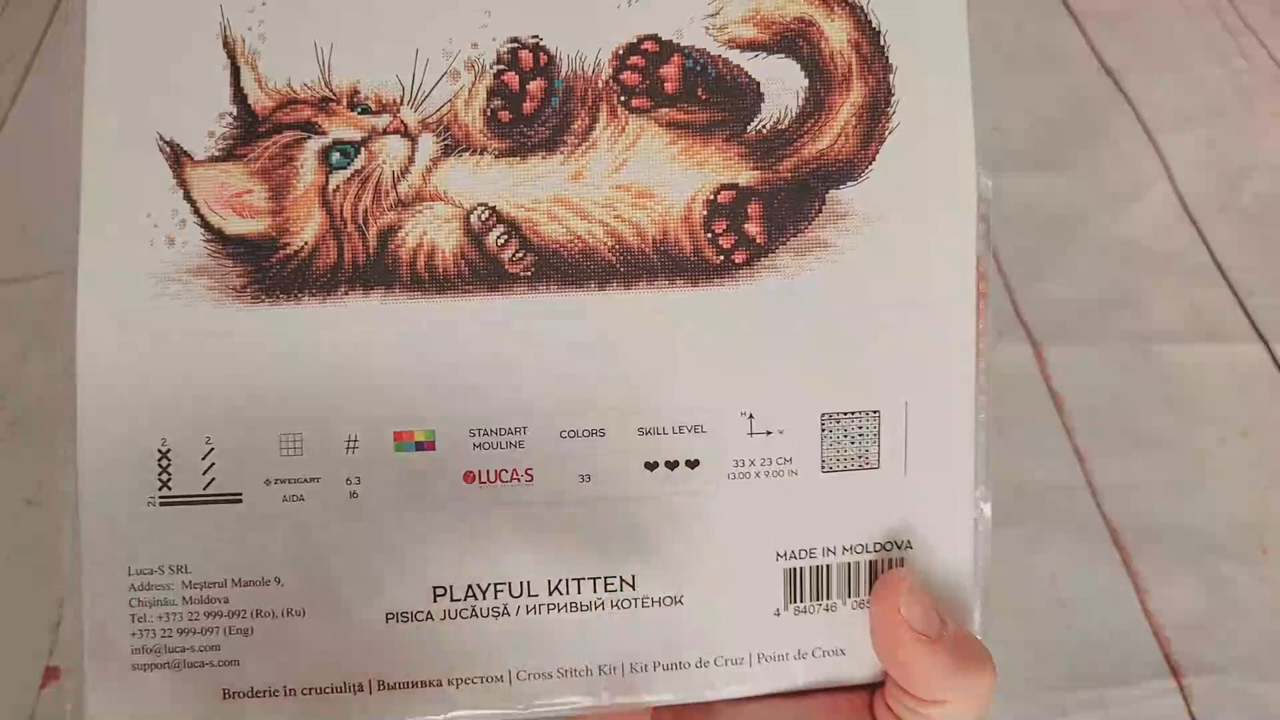 2 2
2:1
#
STANDART
MOULINE
COLORS
SKILL LEVEL
H
W
ZWEIGART
AIDA
6.3
16
LUCA-S
33
33 X 23 CM
13.00 X 9.00 IN
Luca-S SRL
Address: Meșterul Manole 9,
Chișinău, Moldova
Tel.: +373 22 999-092 (Ro), (Ru)
+373 22 999-097 (Eng)
info@luca-s.com
support@luca-s.com
PLAYFUL KITTEN
PISICA JUCĂUȘĂ / ИГРИВЫЙ КОТЁНОК
MADE IN MOLDOVA
4 840746
Broderie în cruciuliță | Вышивка крестом | Cross Stitch Kit | Kit Punto de Cruz | Point de Croix